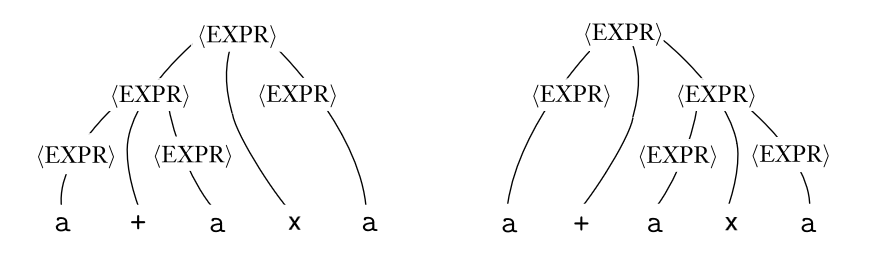 ⟨EXPR⟩ ⟨EXPR⟩
⟨EXPR⟩ ⟨EXPR⟩ ⟨EXPR⟩ ⟨EXPR⟩
⟨EXPR⟩ ⟨EXPR⟩ ⟨EXPR⟩ ⟨EXPR⟩
a + a x a a + a x a